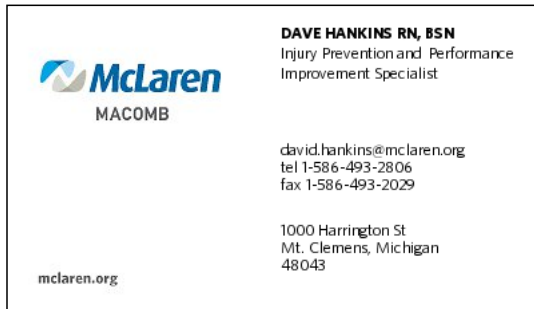 McLaren
MACOMB
mclaren.org
DAVE HANKINS RN, BSN
Injury Prevention and Performance
Improvement Specialist
david.hankins@mclaren.org
tel 1-586-493-2806
fax 1-586-493-2029
1000 Harrington St
Mt. Clemens, Michigan
48043